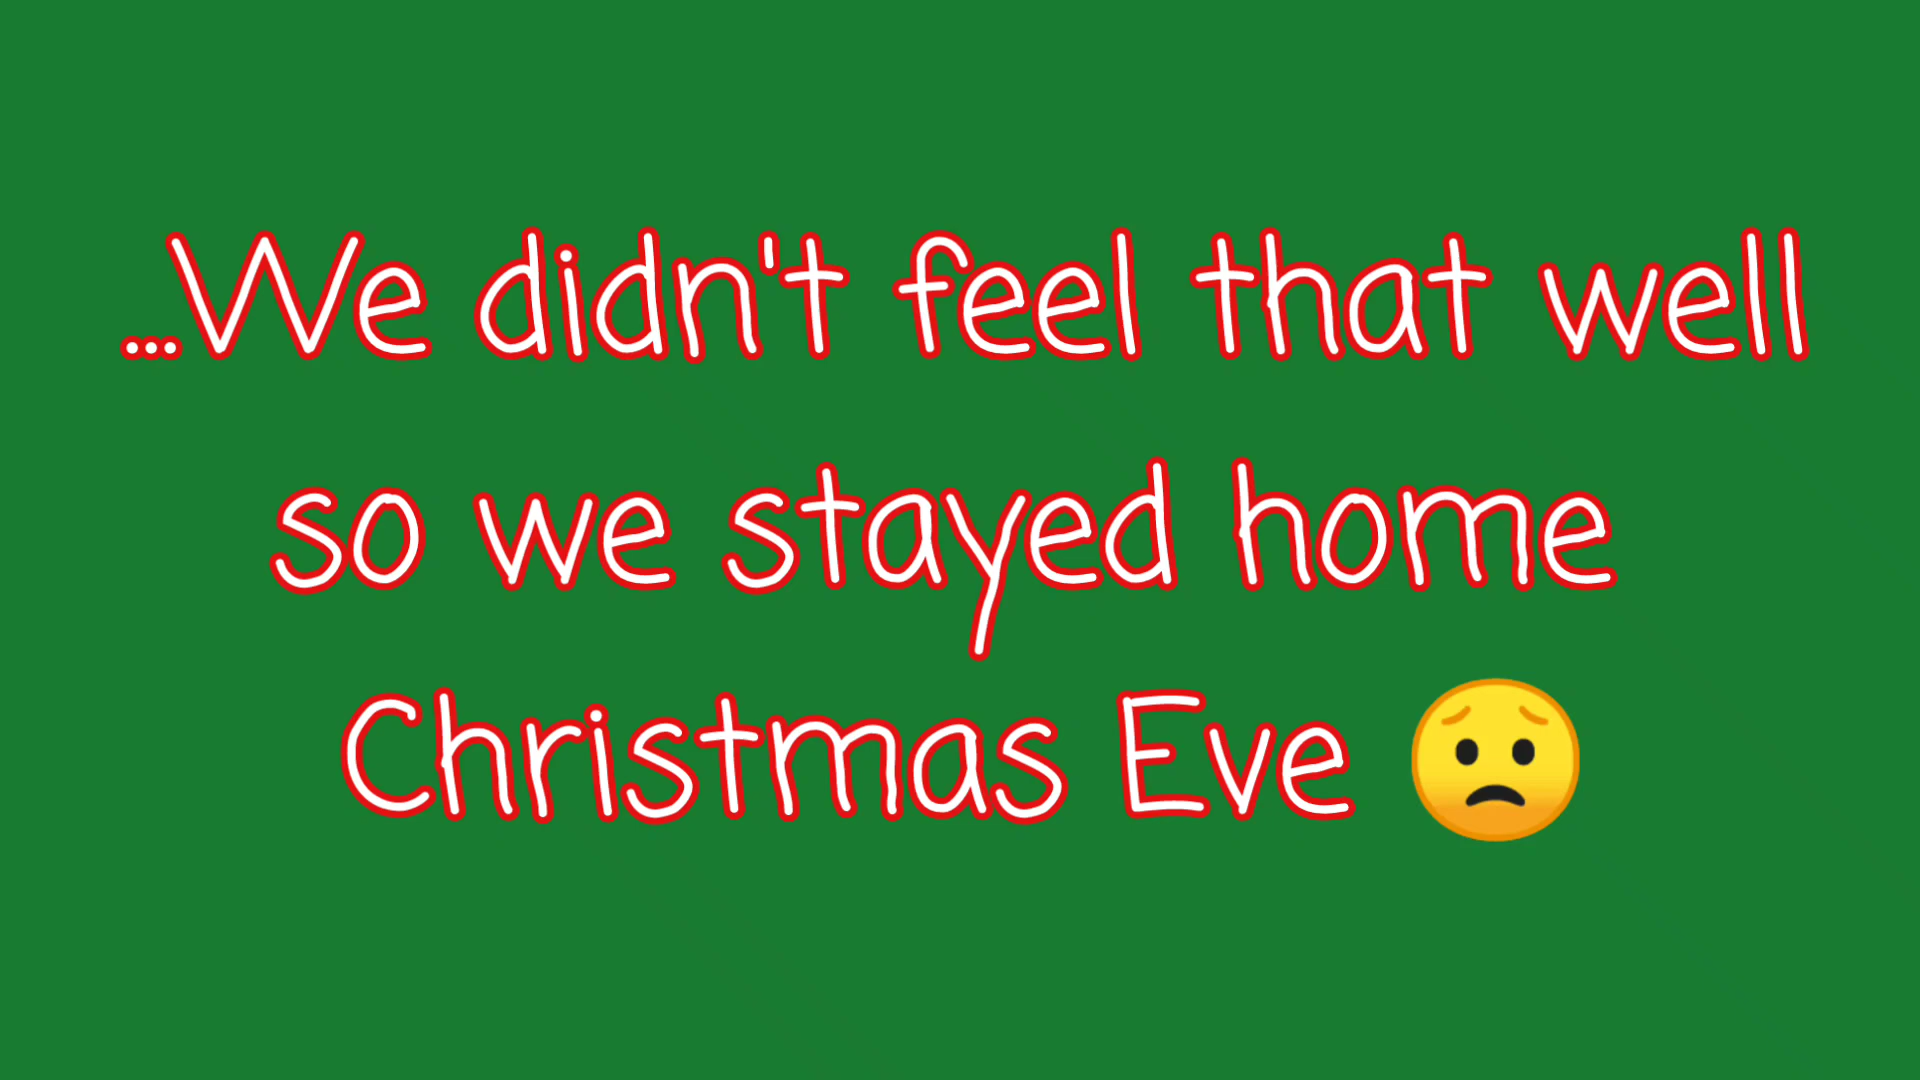 ...We didn't feel that well
so we stayed home
Christmas Eve 😟